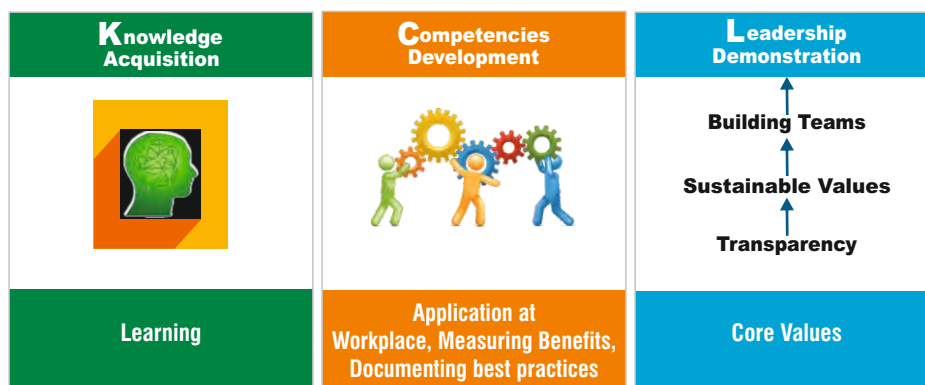 Knowledge
Acquisition
Learning
Competencies
Development
Application at
Workplace, Measuring Benefits,
Documenting best practices
Leadership
Demonstration
Building Teams
Sustainable Values
Transparency
Core Values